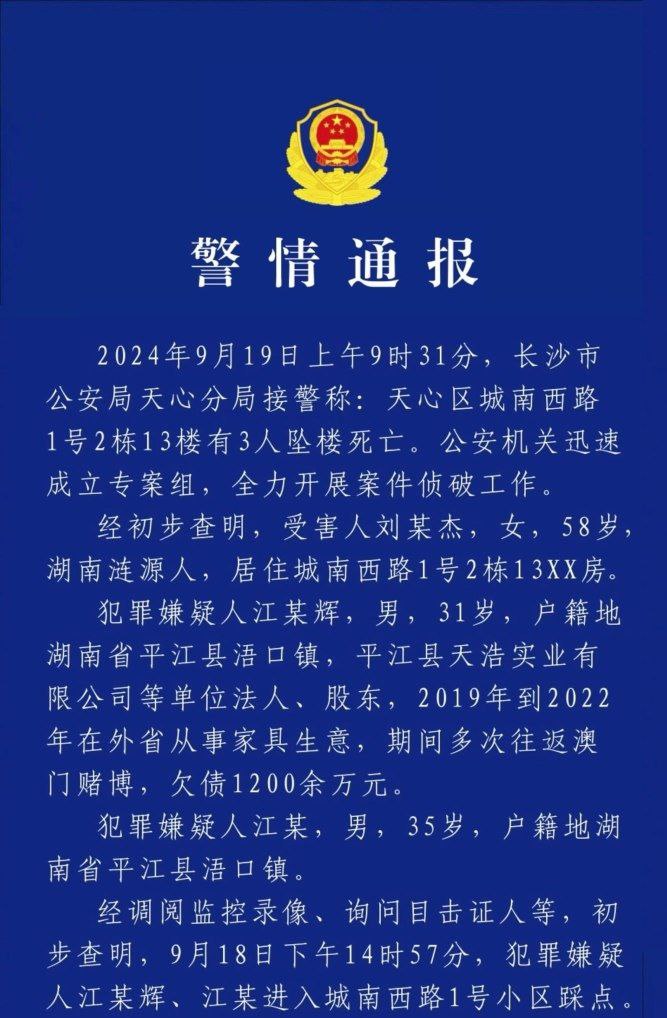 警情通报
2024年9月19日上午9时31分，长沙市
公安局天心分局接警称：天心区城南西路
1号2栋13楼有3人坠楼死亡。公安机关迅速
成立专案组，全力开展案件侦破工作。
经初步查明，受害人刘某杰，女，58岁，
湖南涟源人，居住城南西路1号2栋13XX房。
犯罪嫌疑人江某辉，男，31岁，户籍地
湖南省平江县浯口镇，平江县天浩实业有
限公司等单位法人、股东，2019年到2022
年在外省从事家具生意，期间多次往返澳
门赌博，欠债1200余万元。
犯罪嫌疑人江某，男，35岁，户籍地湖
南省平江县浯口镇。
经调阅监控录像、询问目击证人等，初
步查明，9月18日下午14时57分，犯罪嫌疑
人江某辉、江某进入城南西路1号小区踩点。